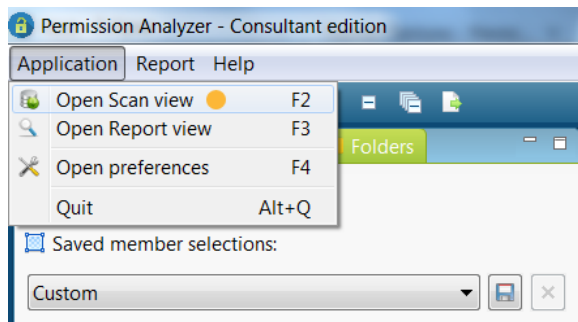 Permission Analyzer - Consultant edition
Application Report Help
Open Scan view F2
Open Report view F3
Folders
Open preferences F4
Quit Alt+Q
Saved member selections:
Custom